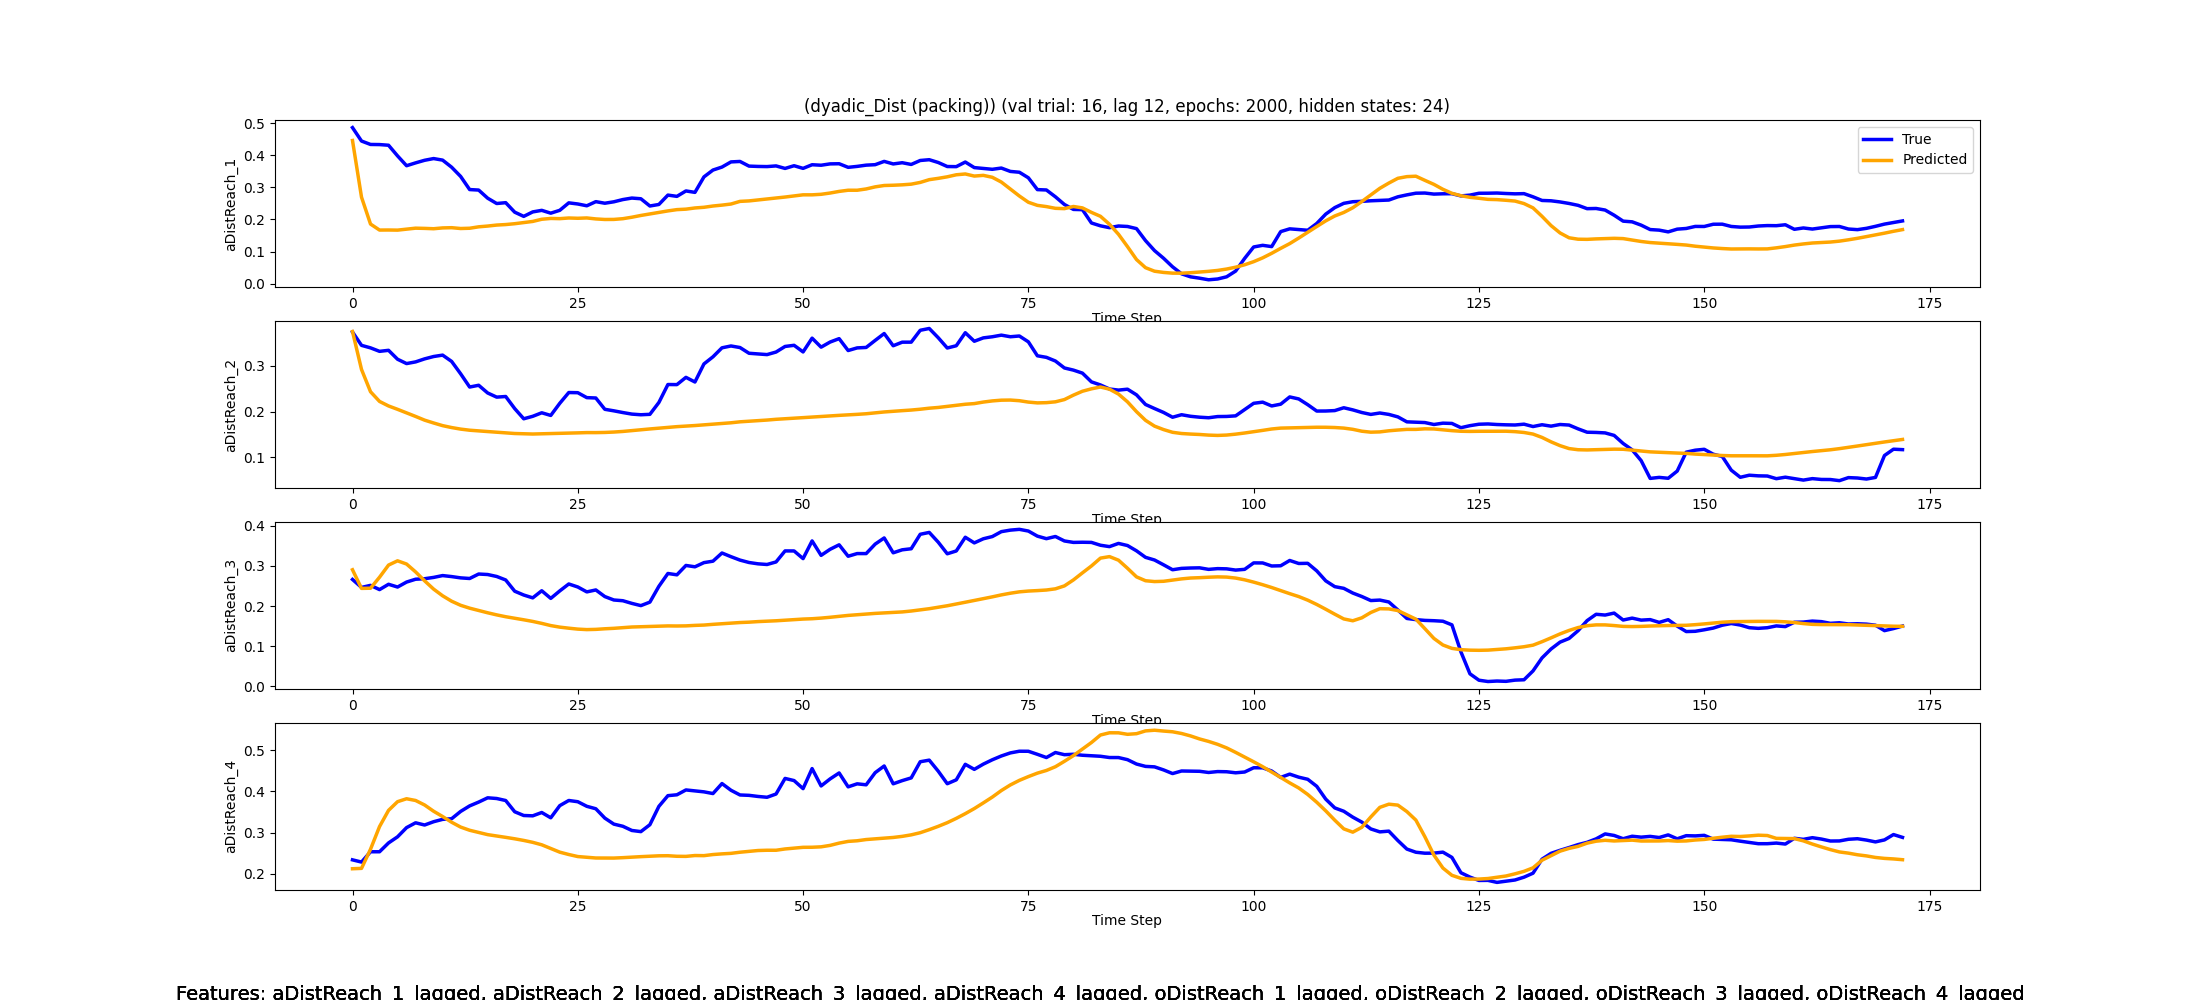 (dyadic_Dist (packing)) (val trial: 16, lag 12, epochs: 2000, hidden states: 24)
True
Predicted
aDistReach_1
0.5
0.4
0.3
0.2
0.1
0.0
0 25 50 75 100 125 150 175
Time Step
aDistReach_2
0.3
0.2
0.1
0 25 50 75 100 125 150 175
Time Step
aDistReach_3
0.4
0.3
0.2
0.1
0.0
0 25 50 75 100 125 150 175
Time Step
aDistReach_4
0.5
0.4
0.3
0.2
0 25 50 75 100 125 150 175
Time Step
Features: aDistReach_1_lagged, aDistReach_2_lagged, aDistReach_3_lagged, aDistReach_4_lagged, oDistReach_1_lagged, oDistReach_2_lagged, oDistReach_3_lagged, oDistReach_4_lagged